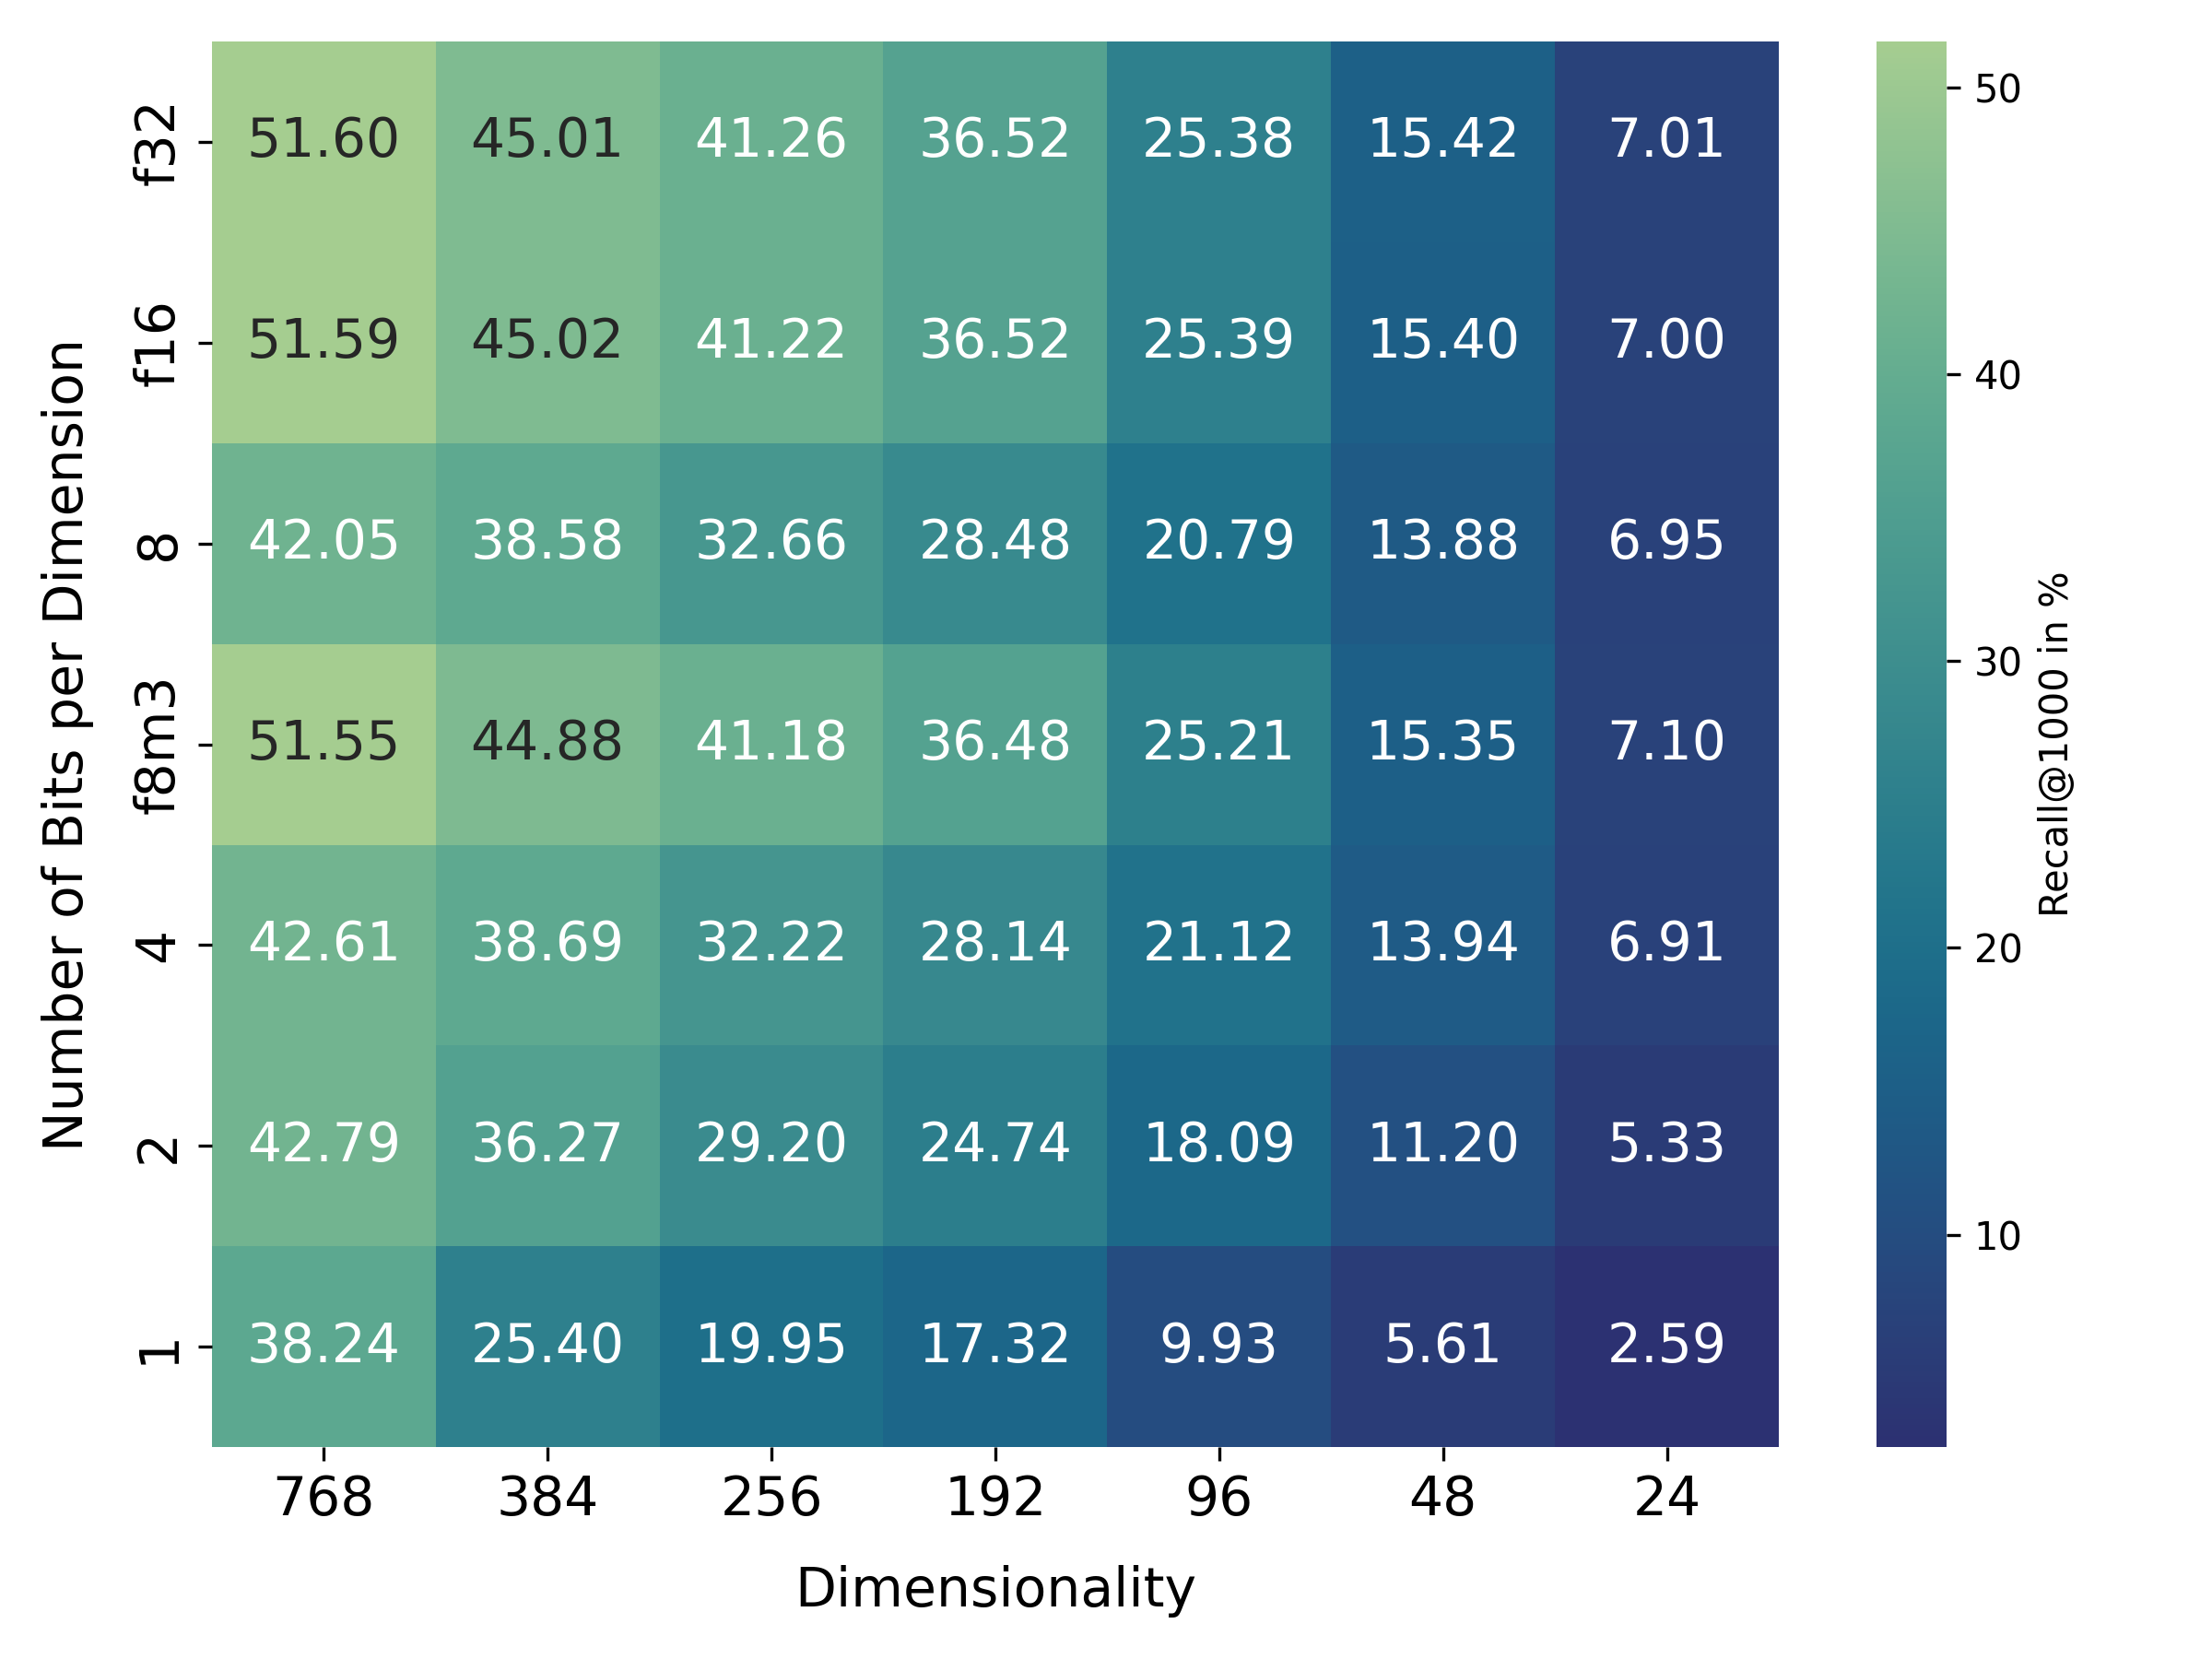 Number of Bits per Dimension
f32 51.60 45.01 41.26 36.52 25.38 15.42 7.01
f16 51.59 45.02 41.22 36.52 25.39 15.40 7.00
8 42.05 38.58 32.66 28.48 20.79 13.88 6.95
f8m3 51.55 44.88 41.18 36.48 25.21 15.35 7.10
4 42.61 38.69 32.22 28.14 21.12 13.94 6.91
2 42.79 36.27 29.20 24.74 18.09 11.20 5.33
1 38.24 25.40 19.95 17.32 9.93 5.61 2.59
768 384 256 192 96 48 24
Dimensionality
50
40
30
20
10
Recall@1000 in %